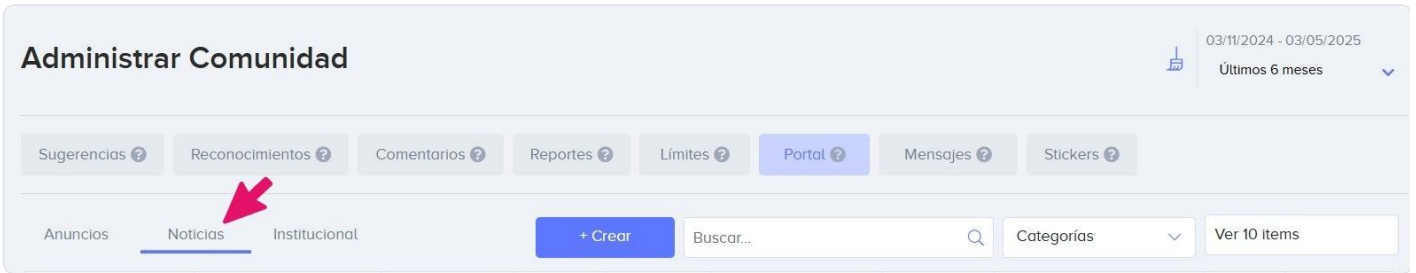 Administrar Comunidad
03/11/2024 - 03/05/2025
Últimos 6 meses
Sugerencias ? Reconocimientos ? Comentarios ? Reportes ? Límites ? Portal ? Mensajes ? Stickers ?
Anuncios Noticias Institucional + Crear Buscar... Categorías Ver 10 items